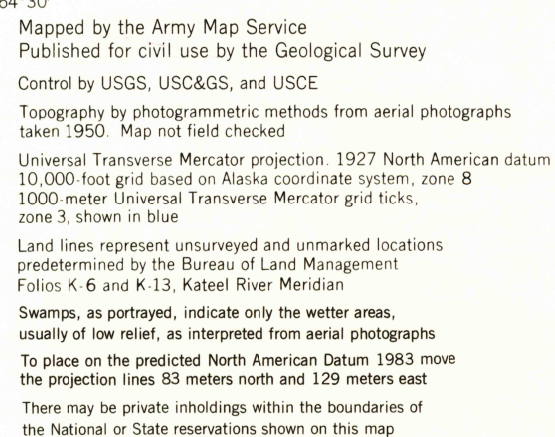 64°30'
Mapped by the Army Map Service
Published for civil use by the Geological Survey
Control by USGS, USC&GS, and USCE
Topography by photogrammetric methods from aerial photographs
taken 1950. Map not field checked
Universal Transverse Mercator projection. 1927 North American datum
10,000-foot grid based on Alaska coordinate system, zone 8
1000-meter Universal Transverse Mercator grid ticks,
zone 3, shown in blue
Land lines represent unsurveyed and unmarked locations
predetermined by the Bureau of Land Management
Folios K-6 and K-13, Kateel River Meridian
Swamps, as portrayed, indicate only the wetter areas,
usually of low relief, as interpreted from aerial photographs
To place on the predicted North American Datum 1983 move
the projection lines 83 meters north and 129 meters east
There may be private inholdings within the boundaries of
the National or State reservations shown on this map